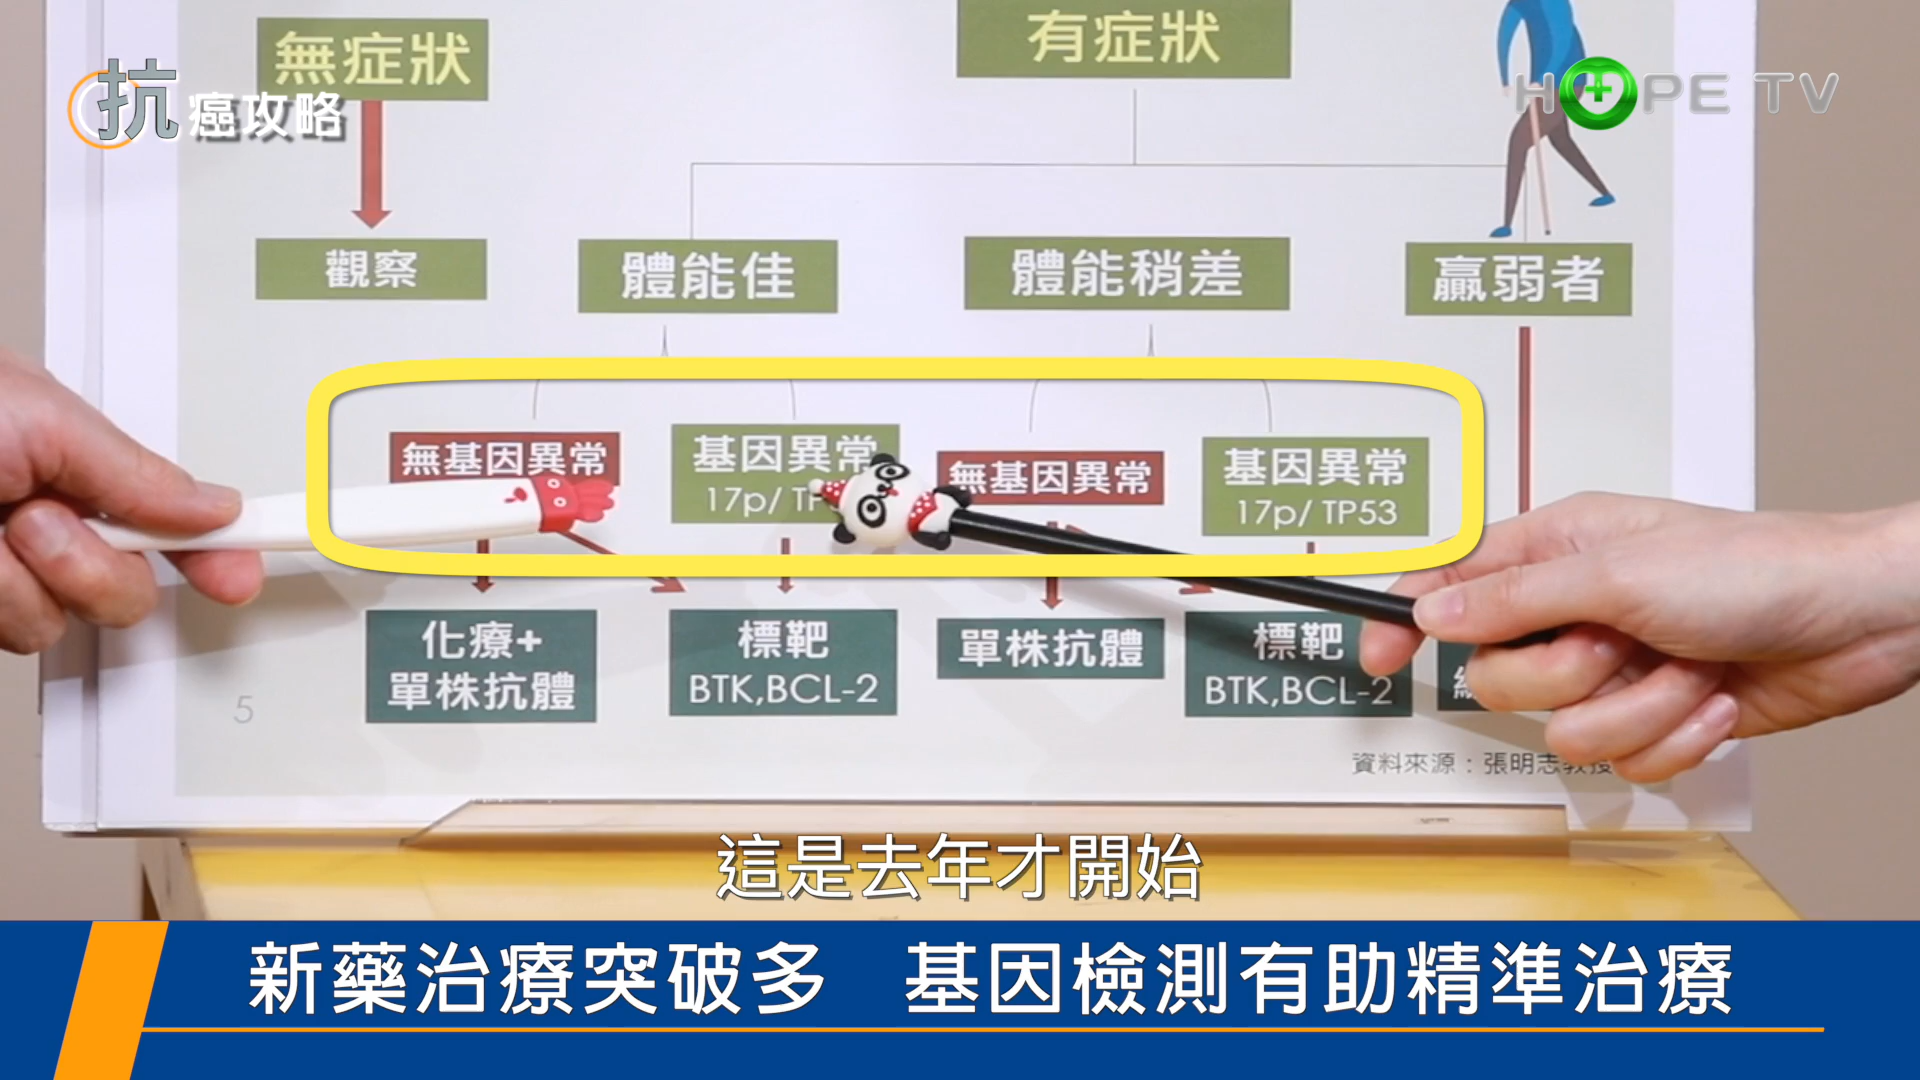 無症狀
有症狀
抗癌攻略
HOPE TV
觀察
體能佳
體能稍差
羸弱者
無基因異常
基因異常
17p/
無基因異常
基因異常
17p/ TP53
化療+
單株抗體
標靶
BTK,BCL-2
單株抗體
標靶
BTK,BCL-2
5
資料來源：張明志教授
這是去年才開始
新藥治療突破多 基因檢測有助精準治療